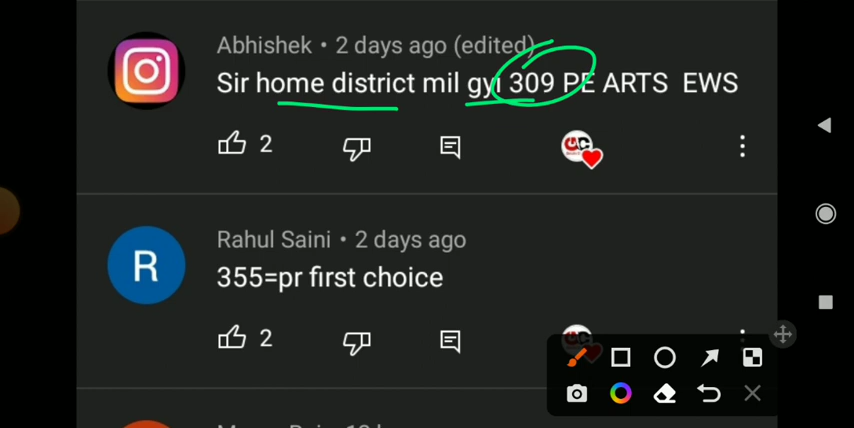 Abhishek • 2 days ago (edited)
Sir home district mil gyi 309 PE ARTS EWS
2
Rahul Saini • 2 days ago
R
355=pr first choice
2